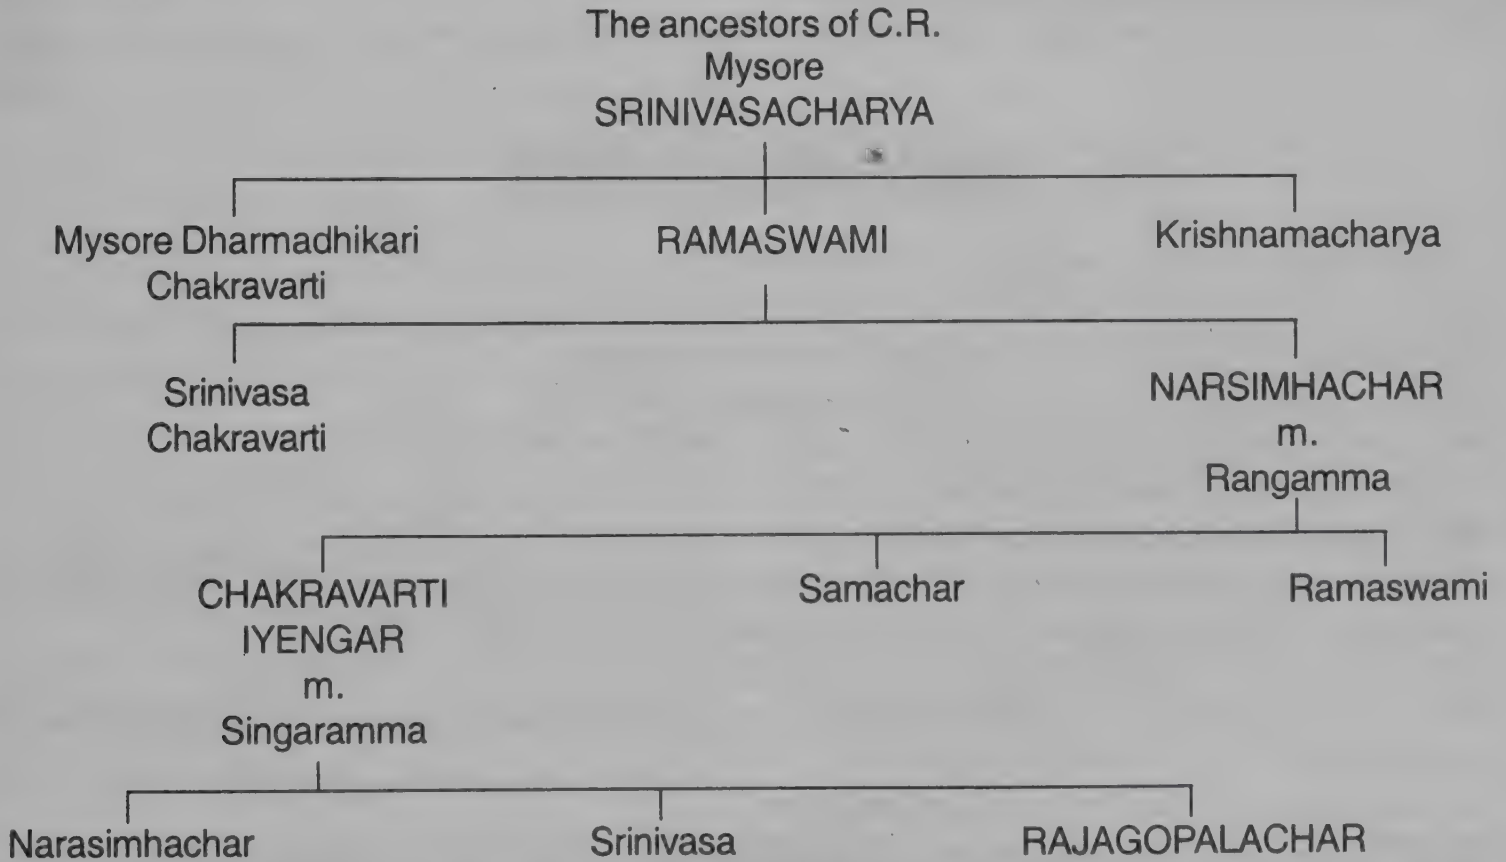 The ancestors of C.R.
Mysore
SRINIVASACHARYA
Mysore Dharmadhikari
Chakravarti
RAMASWAMI
Krishnamacharya
Srinivasa
Chakravarti
NARSIMHACHAR
m.
Rangamma
CHAKRAVARTI
IYENGAR
m.
Singaramma
Samachar
Ramaswami
Narasimhachar
Srinivasa
RAJAGOPALACHAR